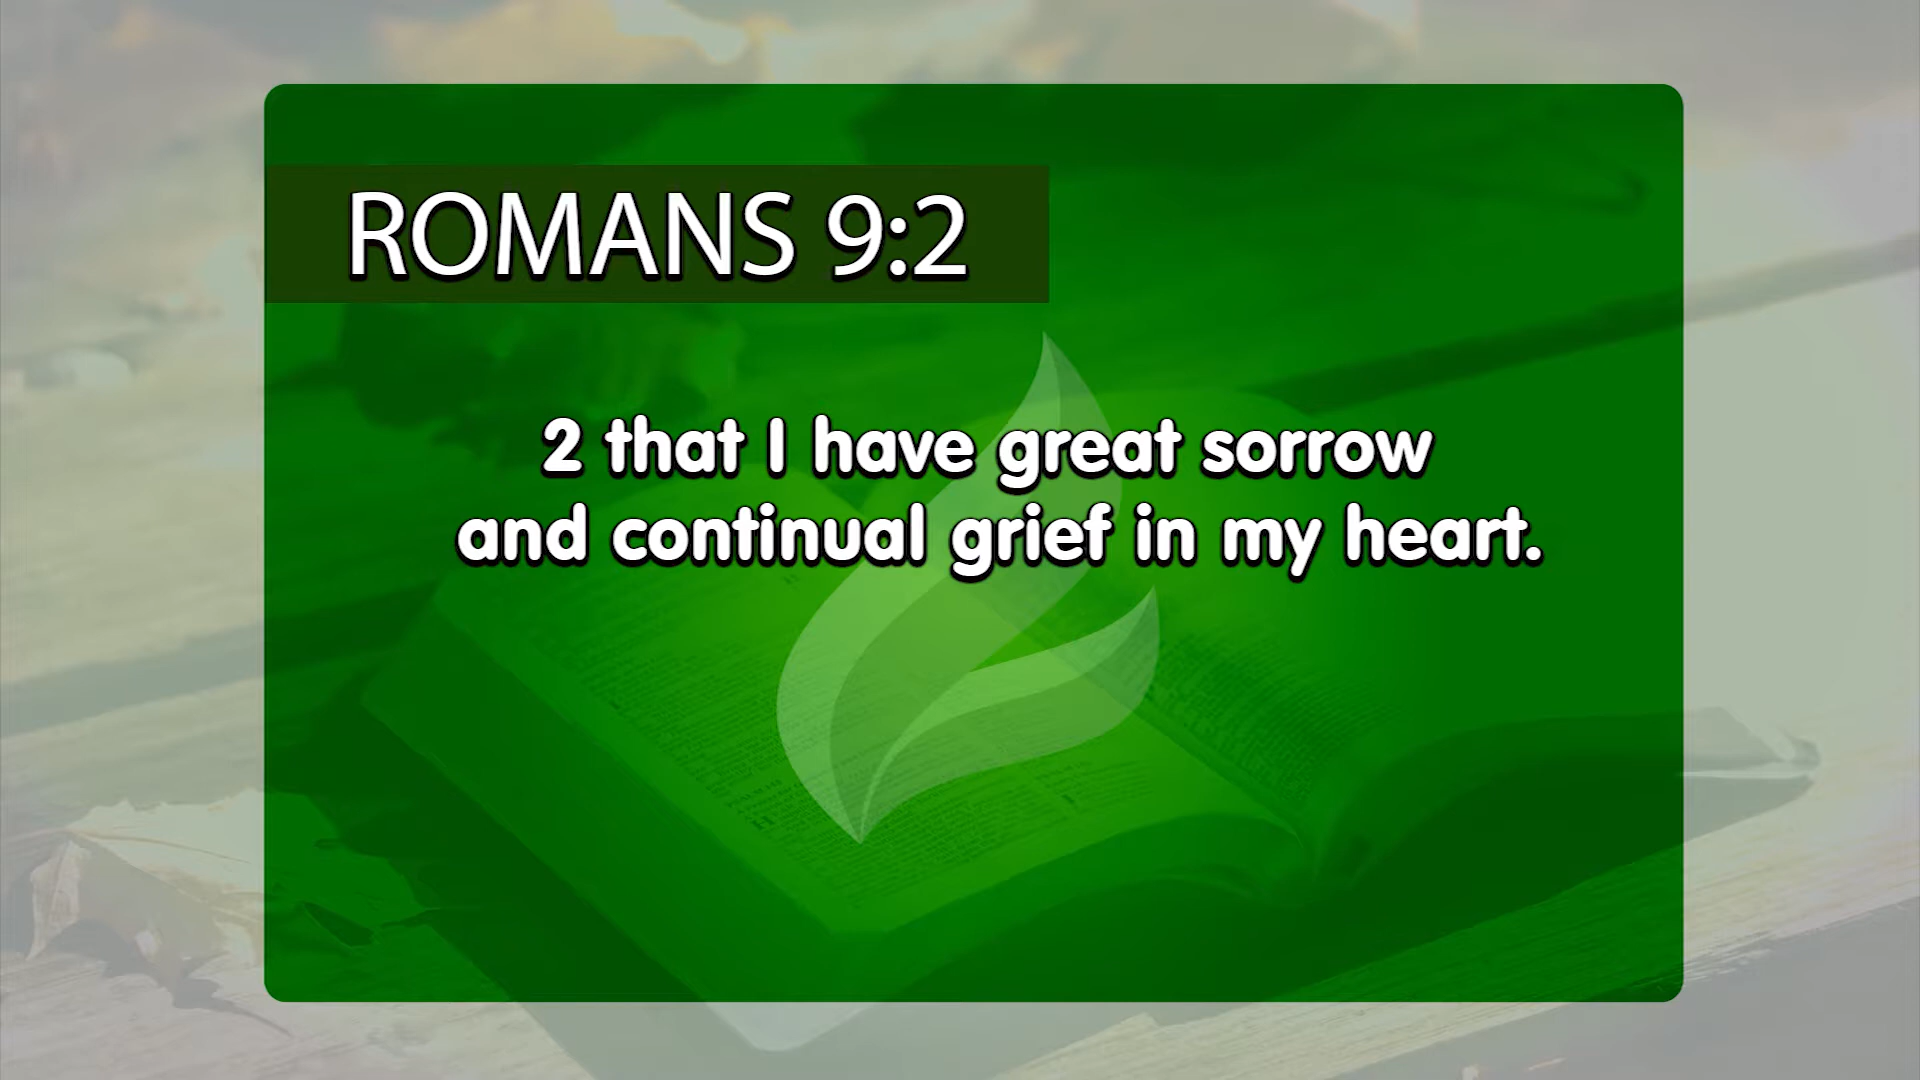 ROMANS 9:2
2 that I have great sorrow
and continual grief in my heart.